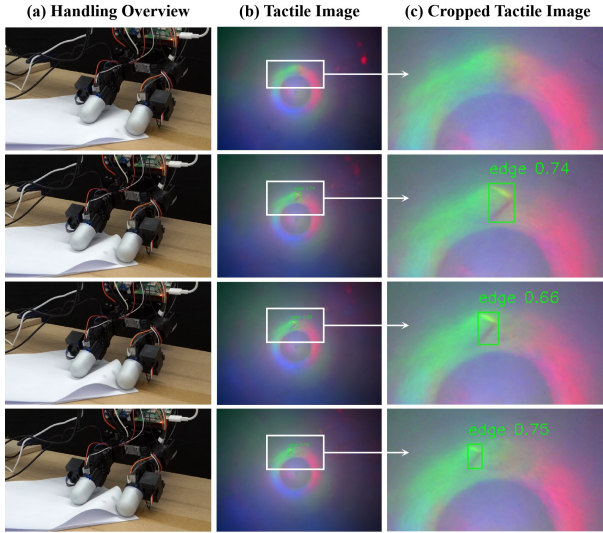 (a) Handling Overview (b) Tactile Image (c) Cropped Tactile Image
edge 0.74
edge 0.66
edge 0.75